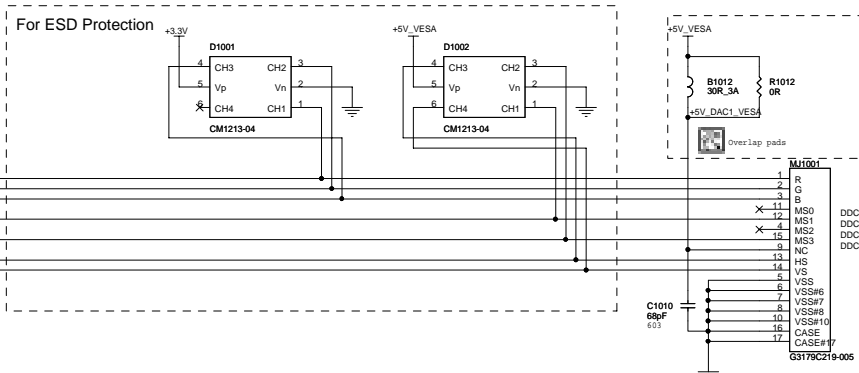 For ESD Protection
+3.3V
D1001
4 CH3 CH2 3
5 Vp Vn 2
6 CH4 CH1 1
CM1213-04
+5V_VESA
D1002
4 CH3 CH2 3
5 Vp Vn 2
6 CH4 CH1 1
CM1213-04
+5V_VESA
B1012
30R_3A
R1012
0R
+5V_DAC1_VESA
Overlap pads
MJ1001
1 R
2 G
3 B
11 MS0
12 MS1
4 MS2
15 MS3
9 NC
13 HS
14 VS
5 VSS
6 VSS#6
7 VSS#7
8 VSS#8
10 VSS#10
16 CASE
17 CASE#17
G3179C219-005
DDC
DDC
DDC
DDC
C1010
68pF
603